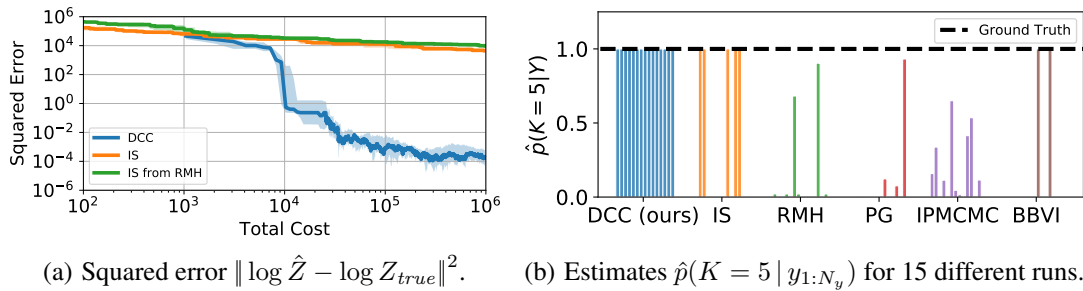 10^6
10^4
10^2
10^0
10^{-2}
10^{-4}
10^{-6}
Squared Error
DCC
IS
IS from RMH
10^2
10^3
10^4
10^5
10^6
Total Cost
(a) Squared error ‖ log Ẑ − log Z_{true}‖².
Ground Truth
1.0
0.5
0.0
p̂(K = 5|Y)
DCC (ours)
IS
RMH
PG
IPMCMC
BBVI
(b) Estimates p̂(K = 5 | y_{1:N_y}) for 15 different runs.